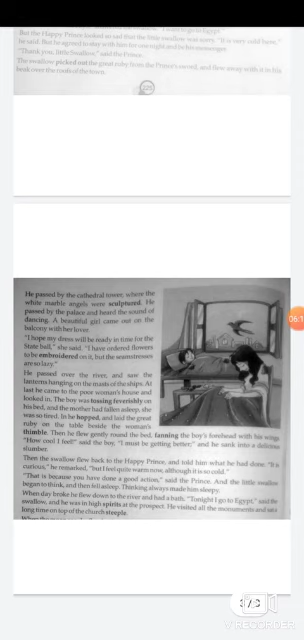 But the Happy Prince looked so sad that the little swallow was sorry. "It is very cold here,"
he said. But he agreed to stay with him for one night and be his messenger.
"Thank you, little Swallow," said the Prince.
The swallow picked out the great ruby from the Prince's sword, and flew away with it in his
beak over the roofs of the town.
225
He passed by the cathedral tower, where the
white marble angels were sculptured. He
passed by the palace and heard the sound of
dancing. A beautiful girl came out on the
balcony with her lover.
"I hope my dress will be ready in time for the
State ball," she said. "I have ordered flowers
to be embroidered on it, but the seamstresses
are so lazy."
He passed over the river, and saw the
lanterns hanging on the masts of the ships. At
last he came to the poor woman's house and
looked in. The boy was tossing feverishly on
his bed, and the mother had fallen asleep, she
was so tired. In he hopped, and laid the great
ruby on the table beside the woman's
thimble. Then he flew gently round the bed, fanning the boy's forehead with his wings.
"How cool I feel!" said the boy, "I must be getting better;" and he sank into a delicious
slumber.
Then the swallow flew back to the Happy Prince, and told him what he had done. "It is
curious," he remarked, "but I feel quite warm now, although it is so cold."
"That is because you have done a good action," said the Prince. And the little swallow
began to think, and then fell asleep. Thinking always made him sleepy.
When day broke he flew down to the river and had a bath. "Tonight I go to Egypt," said the
swallow, and he was in high spirits at the prospect. He visited all the monuments and sat a
long time on top of the church steeple.
06:1
3/
RECORDER